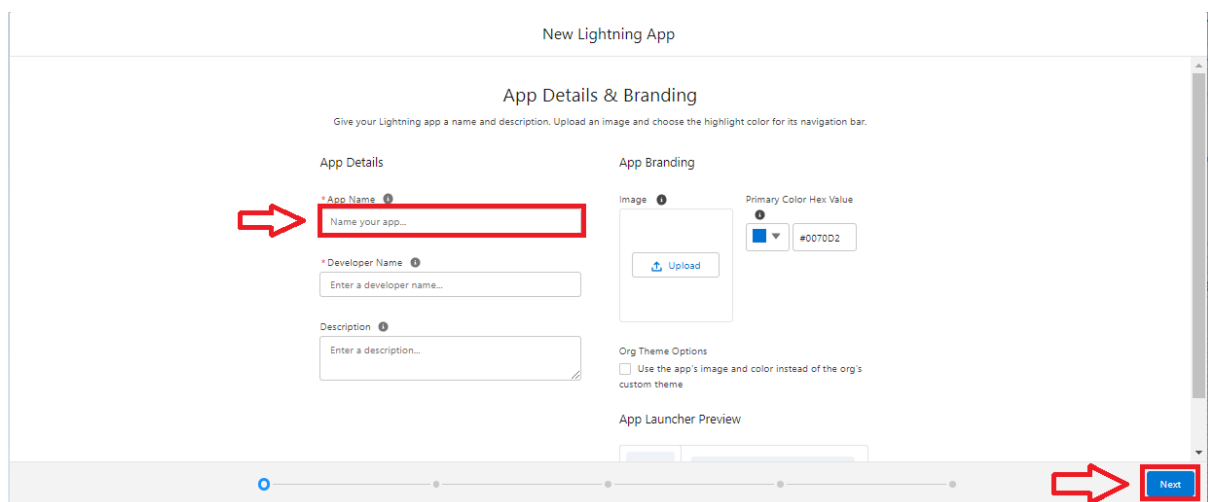 New Lightning App
App Details & Branding
Give your Lightning app a name and description. Upload an image and choose the highlight color for its navigation bar.
App Details
* App Name
Name your app...
* Developer Name
Enter a developer name...
Description
Enter a description...
App Branding
Image
Upload
Primary Color Hex Value
#0070D2
Org Theme Options
Use the app's image and color instead of the org's
custom theme
App Launcher Preview
Next